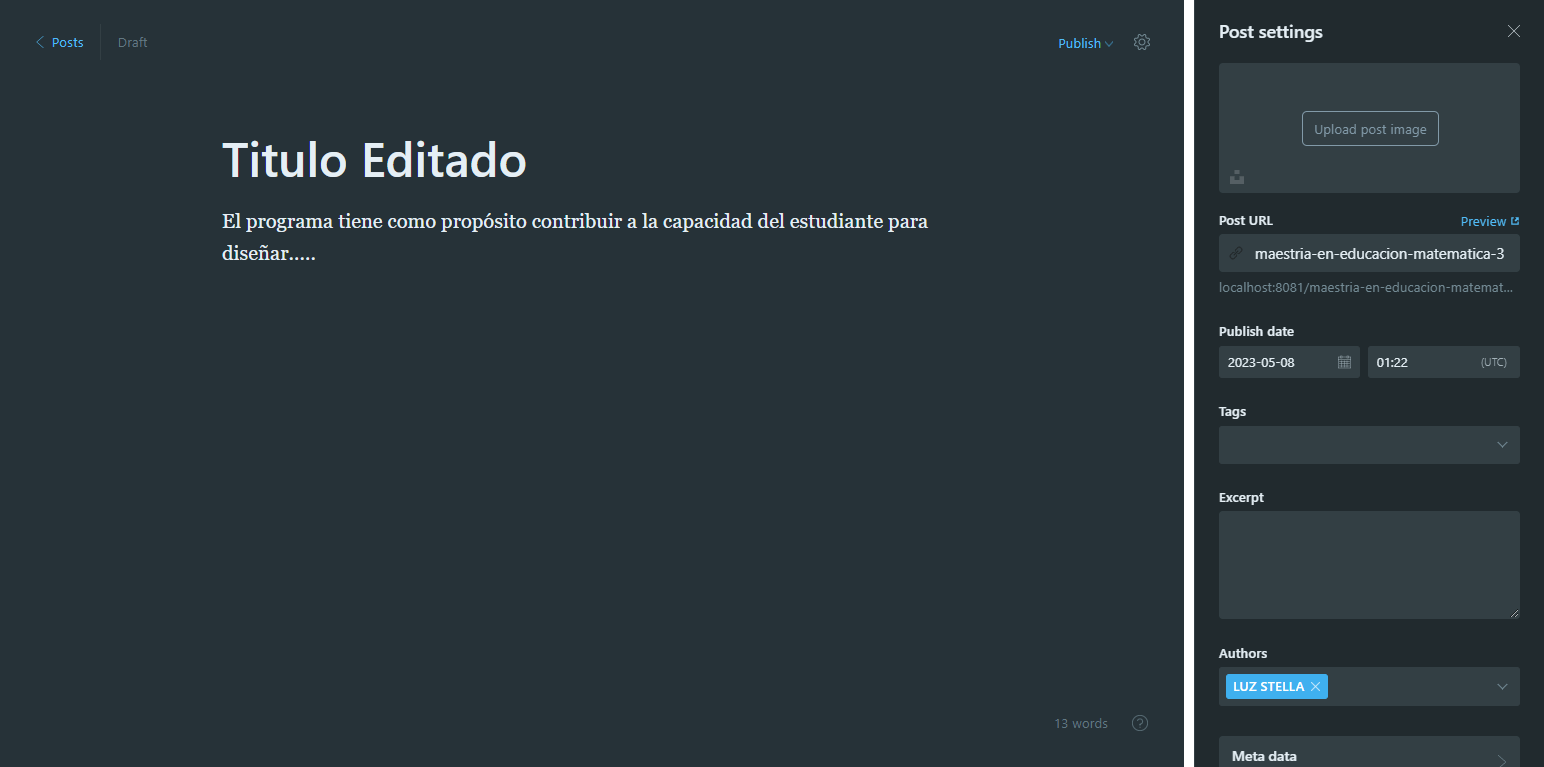 Posts
Draft
Publish
Titulo Editado
El programa tiene como propósito contribuir a la capacidad del estudiante para
diseñar.....
13 words
?
Post settings
Upload post image
Post URL
Preview
maestria-en-educacion-matematica-3
localhost:8081/maestria-en-educacion-matemat...
Publish date
2023-05-08
01:22
(UTC)
Tags
Excerpt
Authors
LUZ STELLA
Meta data